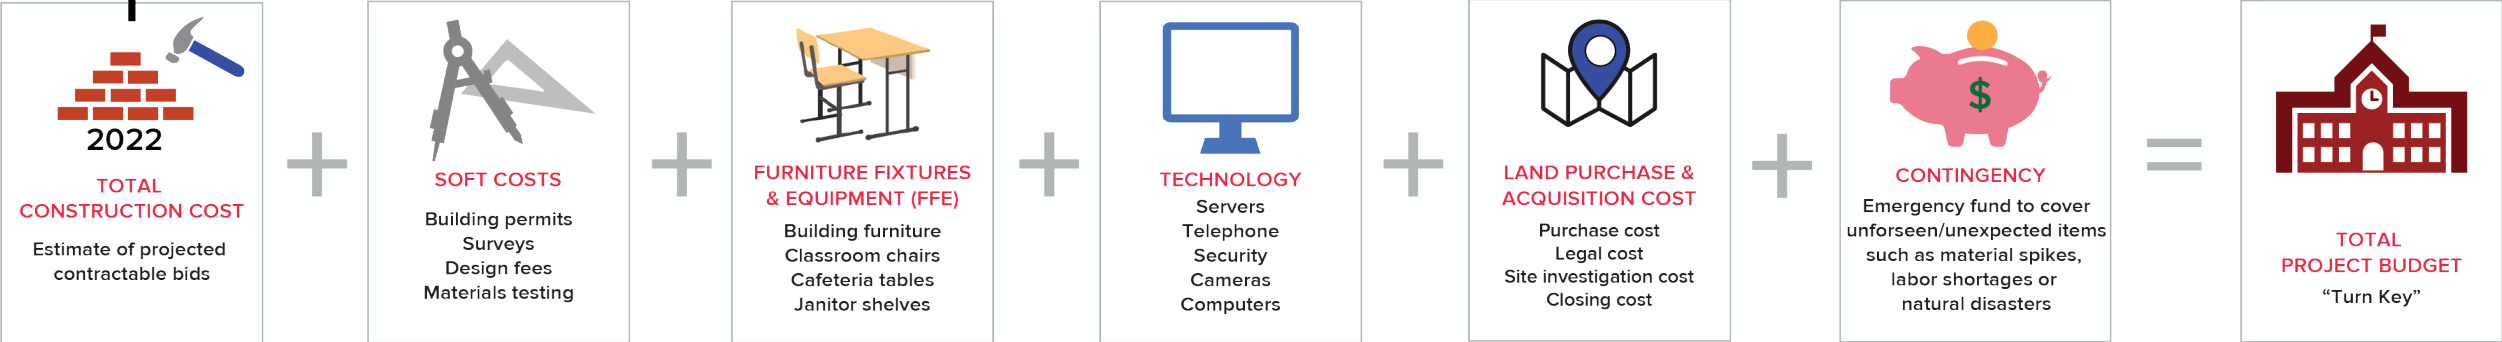 2022
TOTAL
CONSTRUCTION COST
Estimate of projected
contractable bids
+
SOFT COSTS
Building permits
Surveys
Design fees
Materials testing
+
FURNITURE FIXTURES
& EQUIPMENT (FFE)
Building furniture
Classroom chairs
Cafeteria tables
Janitor shelves
+
TECHNOLOGY
Servers
Telephone
Security
Cameras
Computers
+
LAND PURCHASE &
ACQUISITION COST
Purchase cost
Legal cost
Site investigation cost
Closing cost
+
$
CONTINGENCY
Emergency fund to cover
unforseen/unexpected items
such as material spikes,
labor shortages or
natural disasters
=
TOTAL
PROJECT BUDGET
“Turn Key”